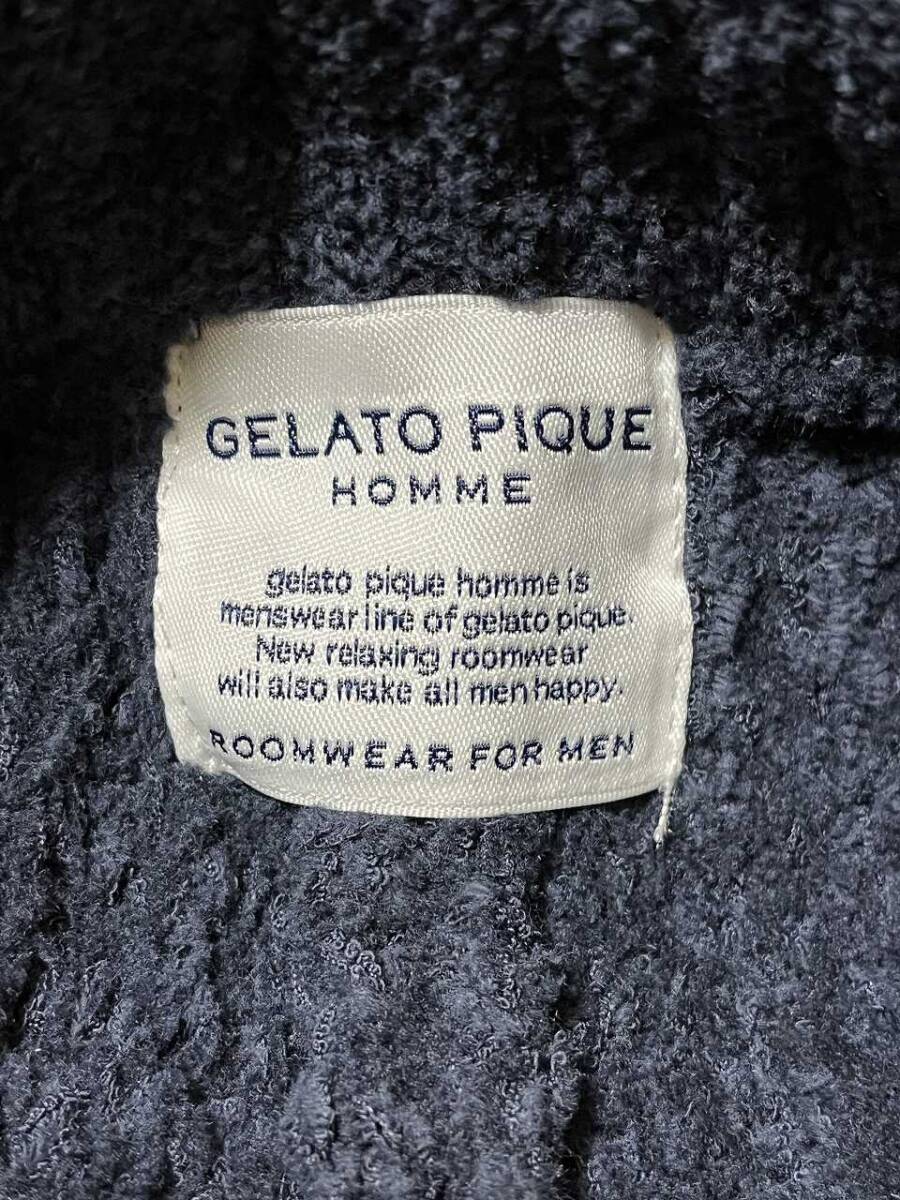 GELATO PIQUE
HOMME
gelato pique homme is
menswear line of gelato pique.
New relaxing roomwear
will also make all men happy.
ROOMWEAR FOR MEN